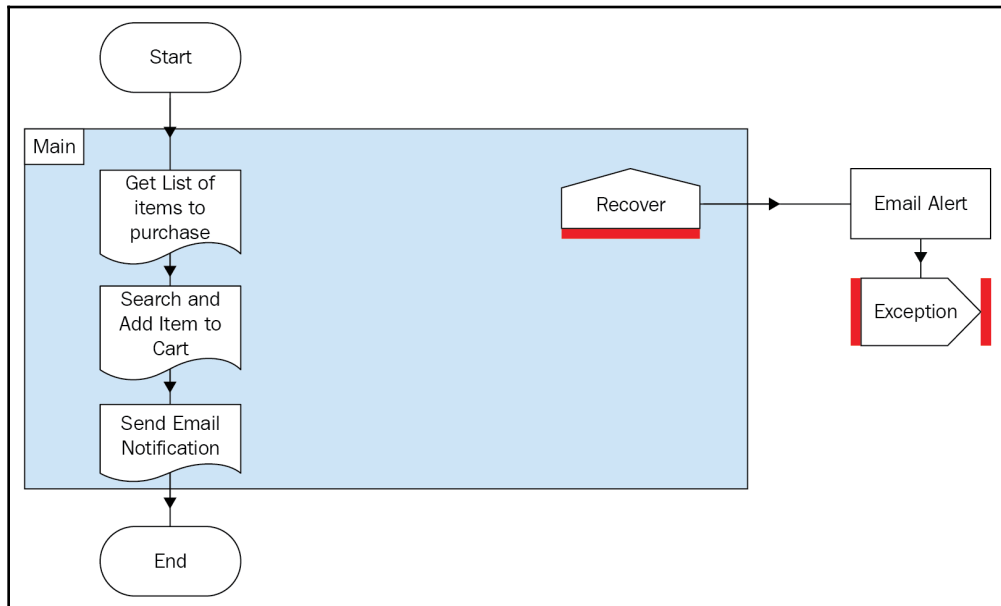 Start
Main
Get List of
items to
purchase
Search and
Add Item to
Cart
Send Email
Notification
End
Recover
Email Alert
Exception